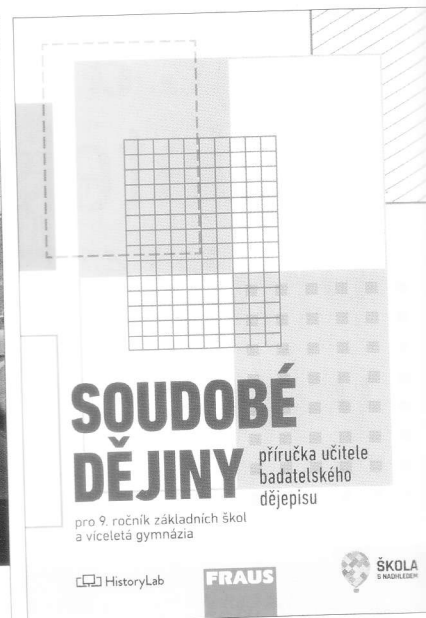 SOUDOBÉ
DĚJINY
příručka učitele
badatelského
dějepisu
pro 9. ročník základních škol
a víceletá gymnázia
HistoryLab
FRAUS
ŠKOLA
S NADHLEDEM